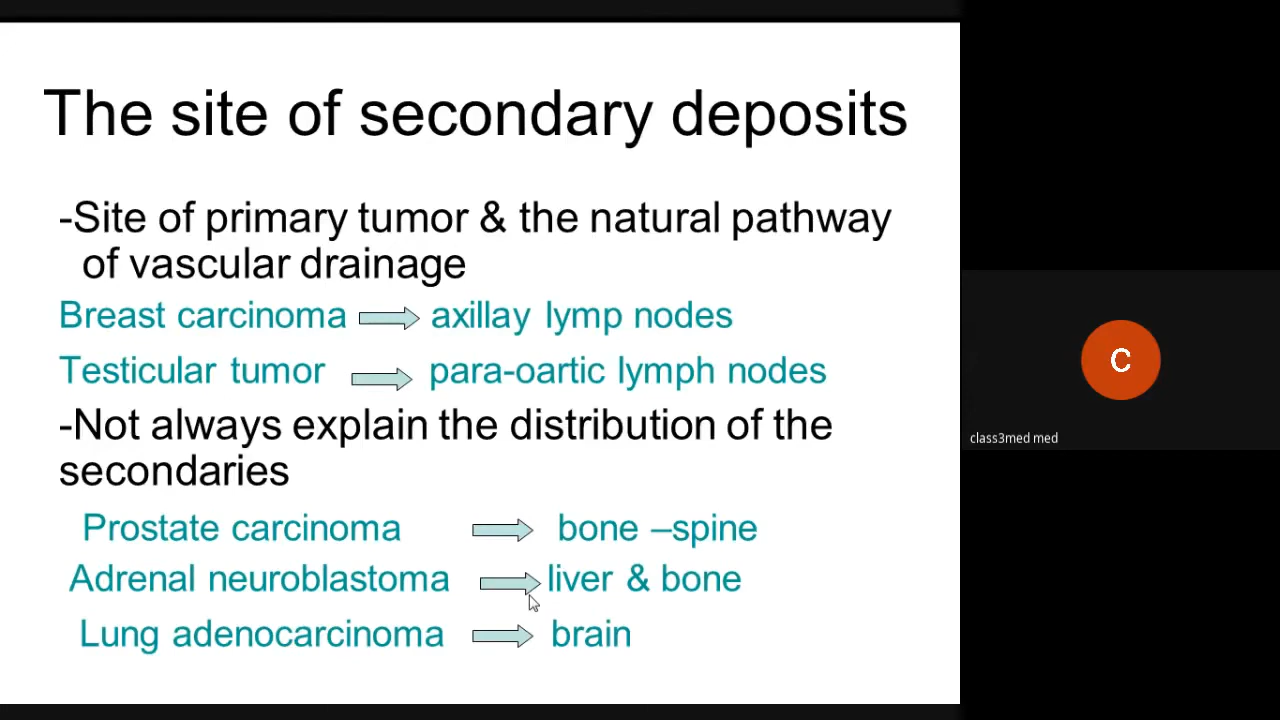 The site of secondary deposits
-Site of primary tumor & the natural pathway
of vascular drainage
Breast carcinoma axillay lymp nodes
Testicular tumor para-oartic lymph nodes
-Not always explain the distribution of the
secondaries
Prostate carcinoma bone –spine
Adrenal neuroblastoma liver & bone
Lung adenocarcinoma brain
C
class3med med